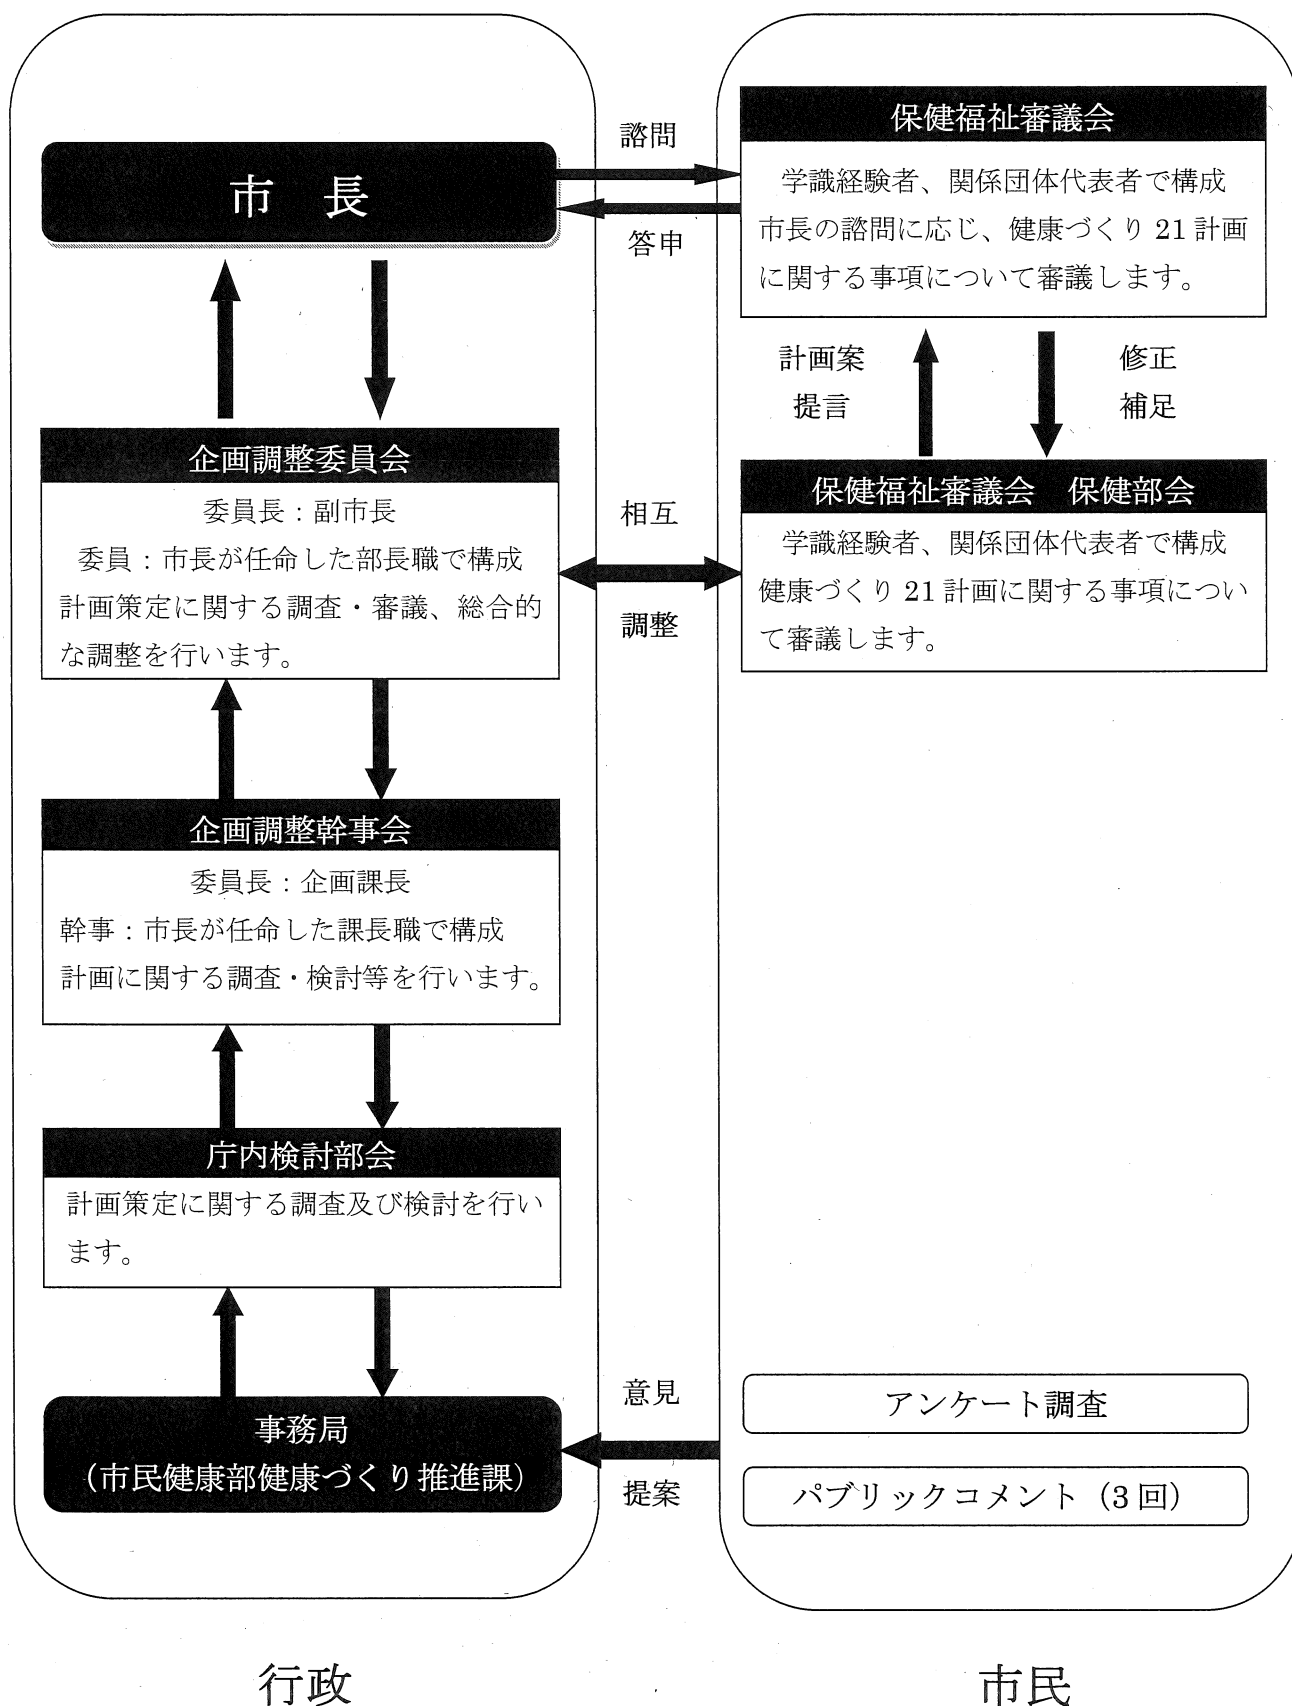 市　長
諮問
答申
保健福祉審議会
学識経験者、関係団体代表者で構成
市長の諮問に応じ、健康づくり 21 計画
に関する事項について審議します。
計画案
提言
修正
補足
企画調整委員会
委員長：副市長
委員：市長が任命した部長職で構成
計画策定に関する調査・審議、総合的
な調整を行います。
相互
調整
保健福祉審議会　保健部会
学識経験者、関係団体代表者で構成
健康づくり 21 計画に関する事項につい
て審議します。
企画調整幹事会
委員長：企画課長
幹事：市長が任命した課長職で構成
計画に関する調査・検討等を行います。
庁内検討部会
計画策定に関する調査及び検討を行い
ます。
事務局
（市民健康部健康づくり推進課）
意見
提案
アンケート調査
パブリックコメント（3 回）
行政
市民